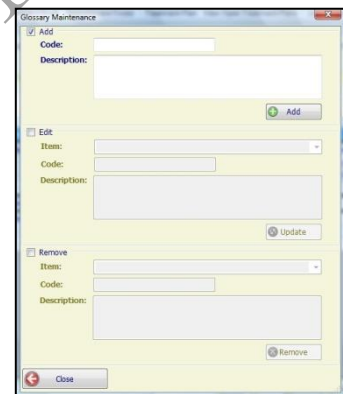 Glossary Maintenance
Add
Code:
Description:
Add
Edit
Item:
Code:
Description:
Update
Remove
Item:
Code:
Description:
Remove
Close